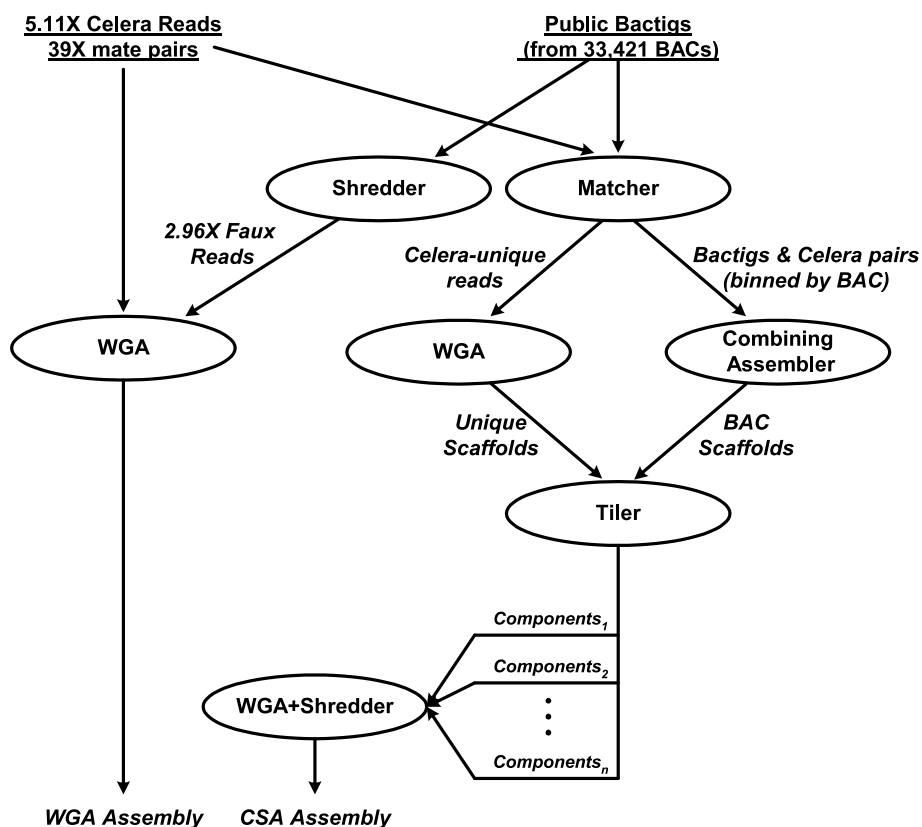 5.11X Celera Reads
39X mate pairs
Public Bactigs
(from 33,421 BACs)
Shredder
Matcher
2.96X Faux
Reads
Celera-unique
reads
Bactigs & Celera pairs
(binned by BAC)
WGA
WGA
Combining
Assembler
Unique
Scaffolds
BAC
Scaffolds
Tiler
Components1
Components2
WGA+Shredder
Componentsn
WGA Assembly
CSA Assembly